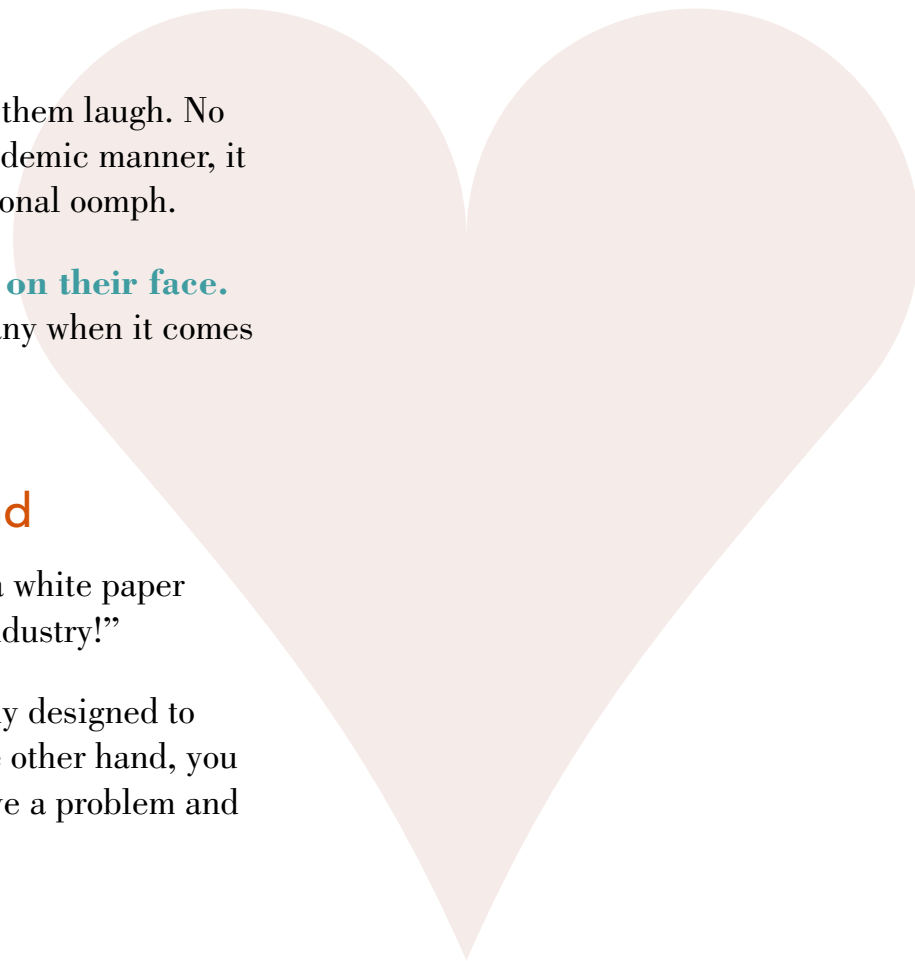 them laugh. No
demic manner, it
onal oomph.
on their face.
any when it comes
d
a white paper
dustry!”
y designed to
other hand, you
ve a problem and